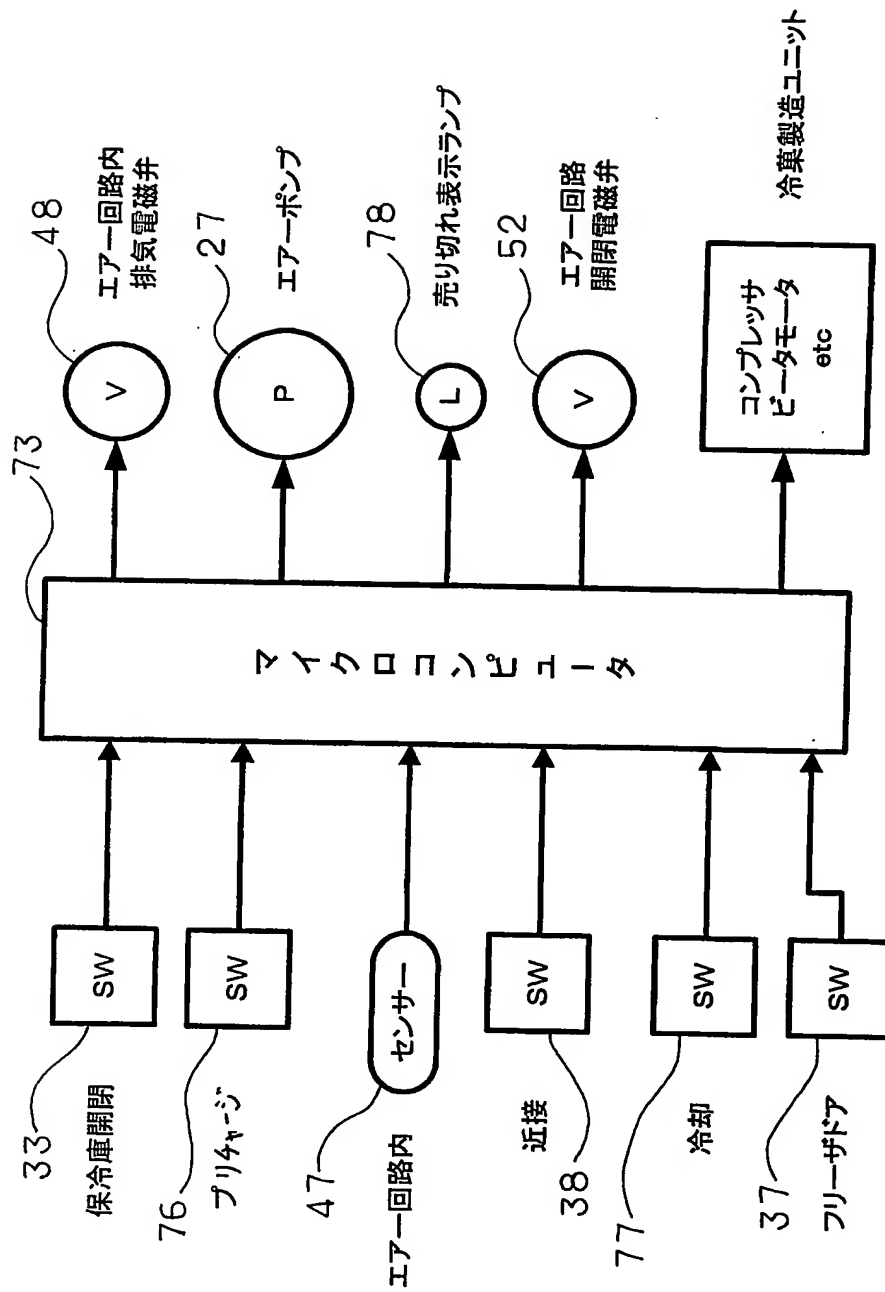 73
マイクロコンピュータ
33
SW
保冷庫開閉
76
SW
プリチャージ
47
センサー
エアー回路内
38
SW
近接
77
SW
冷却
37
SW
フリーザドア
48
V
エアー回路内
排気電磁弁
27
P
エアーポンプ
78
L
売り切れ表示ランプ
52
V
エアー回路
開閉電磁弁
コンプレッサ
ビータモータ
etc
冷菓製造ユニット